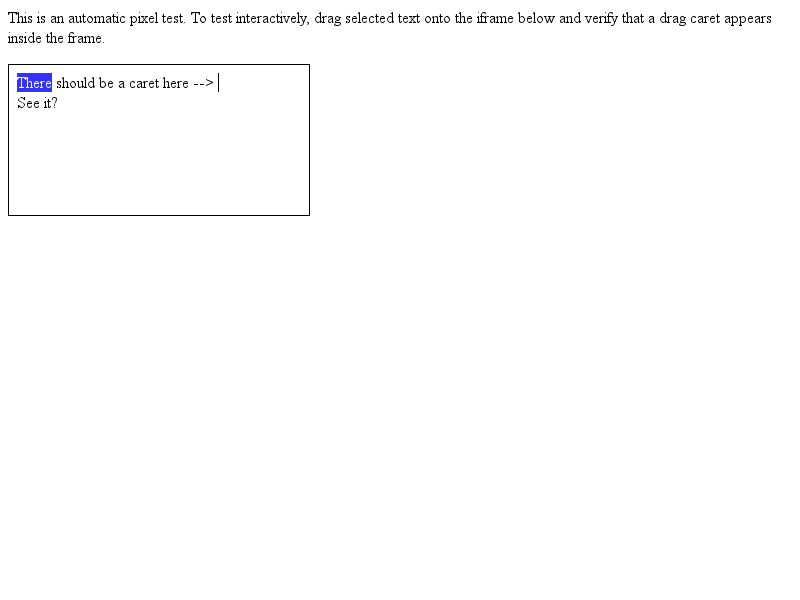 This is an automatic pixel test. To test interactively, drag selected text onto the iframe below and verify that a drag caret appears
inside the frame.
There should be a caret here -->
See it?